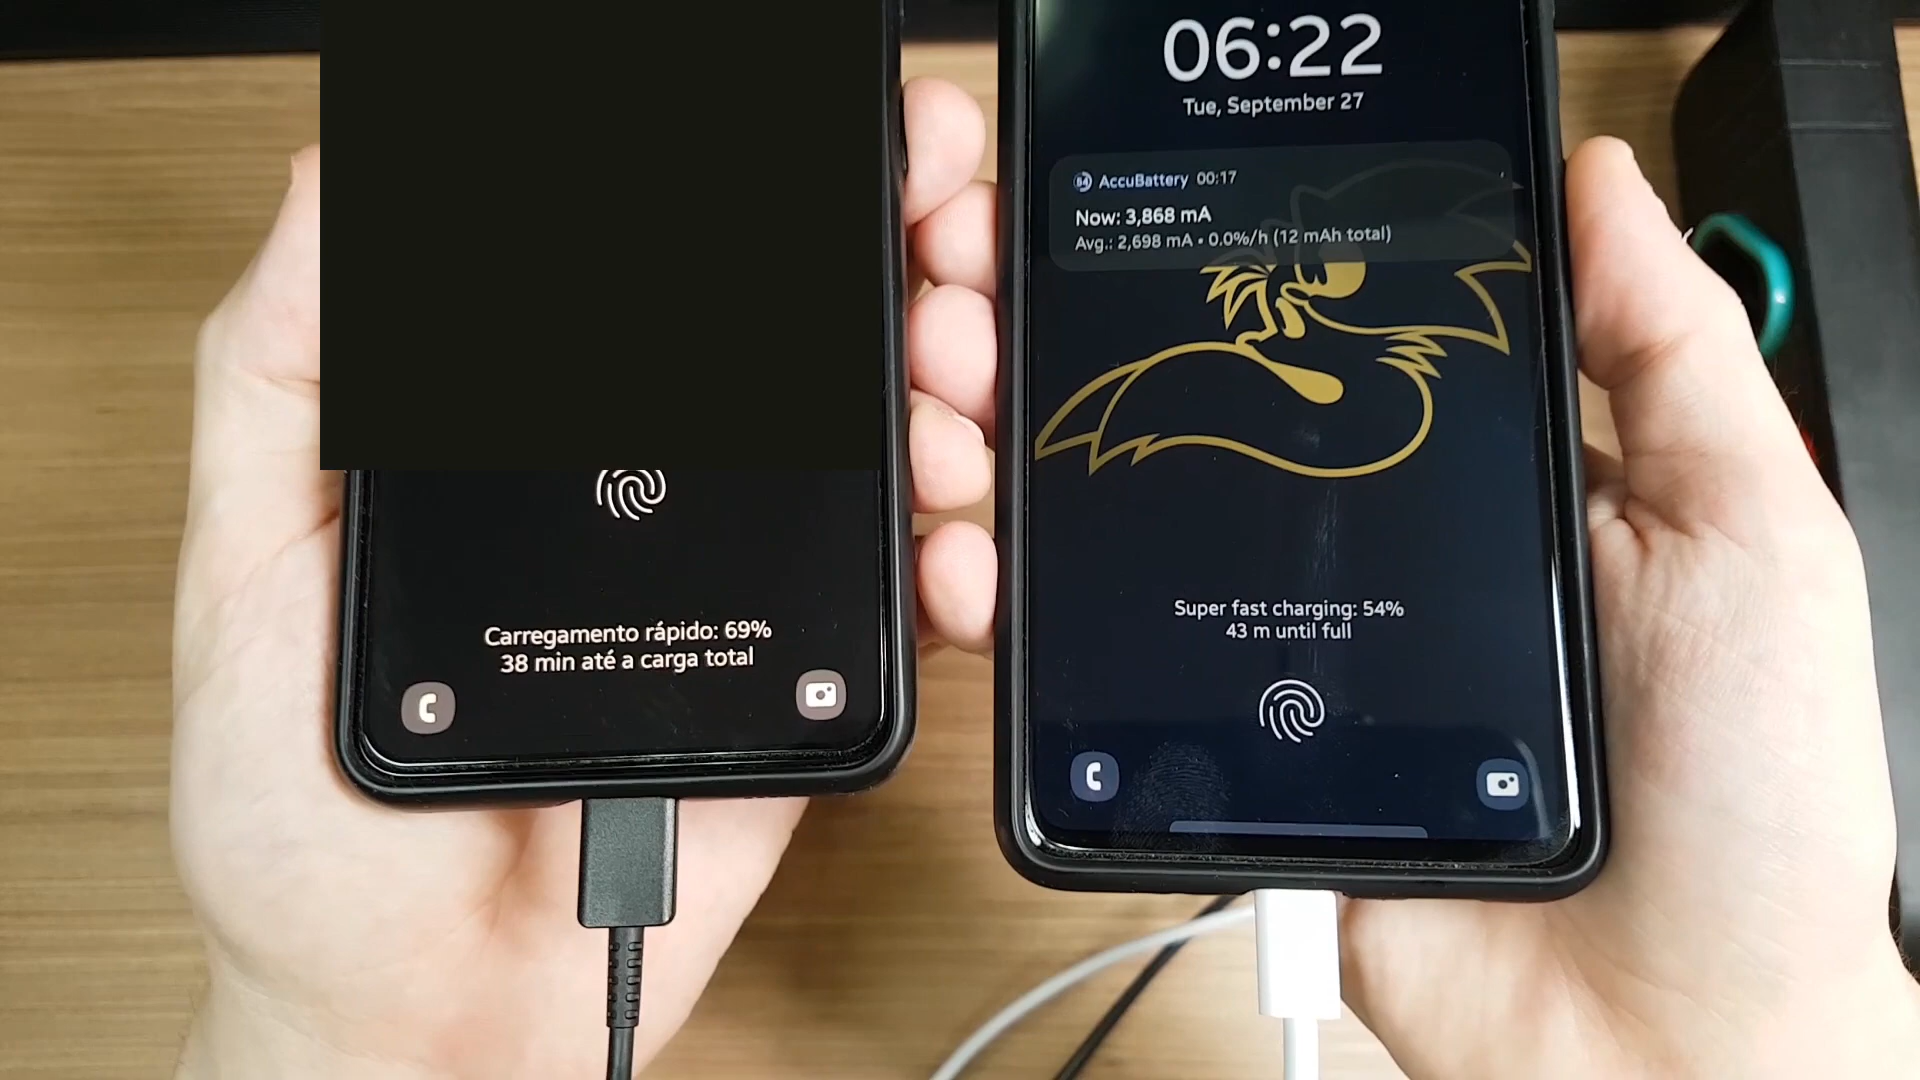 Carregamento rápido: 69%
38 min até a carga total
06:22
Tue, September 27
84 AccuBattery 00:17
Now: 3,868 mA
Avg.: 2,698 mA • 0.0%/h (12 mAh total)
Super fast charging: 54%
43 m until full